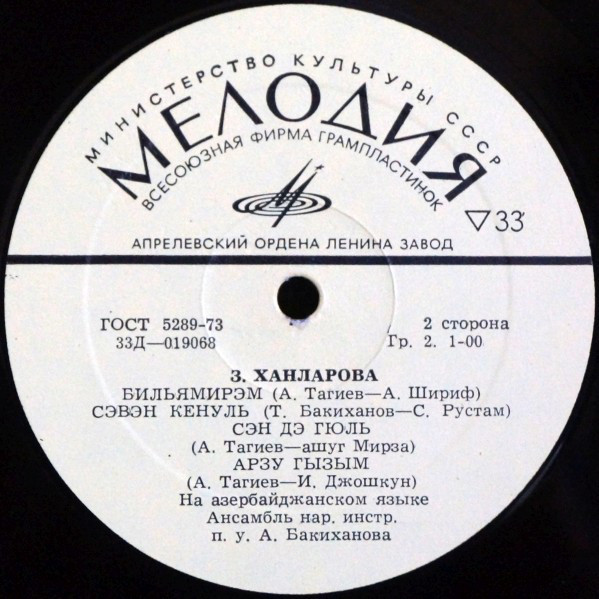 МИНИСТЕРСТВО КУЛЬТУРЫ СССР
МЕЛОДИЯ
ВСЕСОЮЗНАЯ ФИРМА ГРАМПЛАСТИНОК
▽33
АПРЕЛЕВСКИЙ ОРДЕНА ЛЕНИНА ЗАВОД
ГОСТ 5289-73 2 сторона
33Д—019068 Гр. 2. 1-00
З. ХАНЛАРОВА
БИЛЬЯМИРЭМ (А. Тагиев—А. Шириф)
СЭВЭН КЕНУЛЬ (Т. Бакиханов—С. Рустам)
СЭН ДЭ ГЮЛЬ
(А. Тагиев—ашуг Мирза)
АРЗУ ГЫЗЫМ
(А. Тагиев—И. Джошкун)
На азербайджанском языке
Ансамбль нар. инстр.
п. у. А. Бакиханова